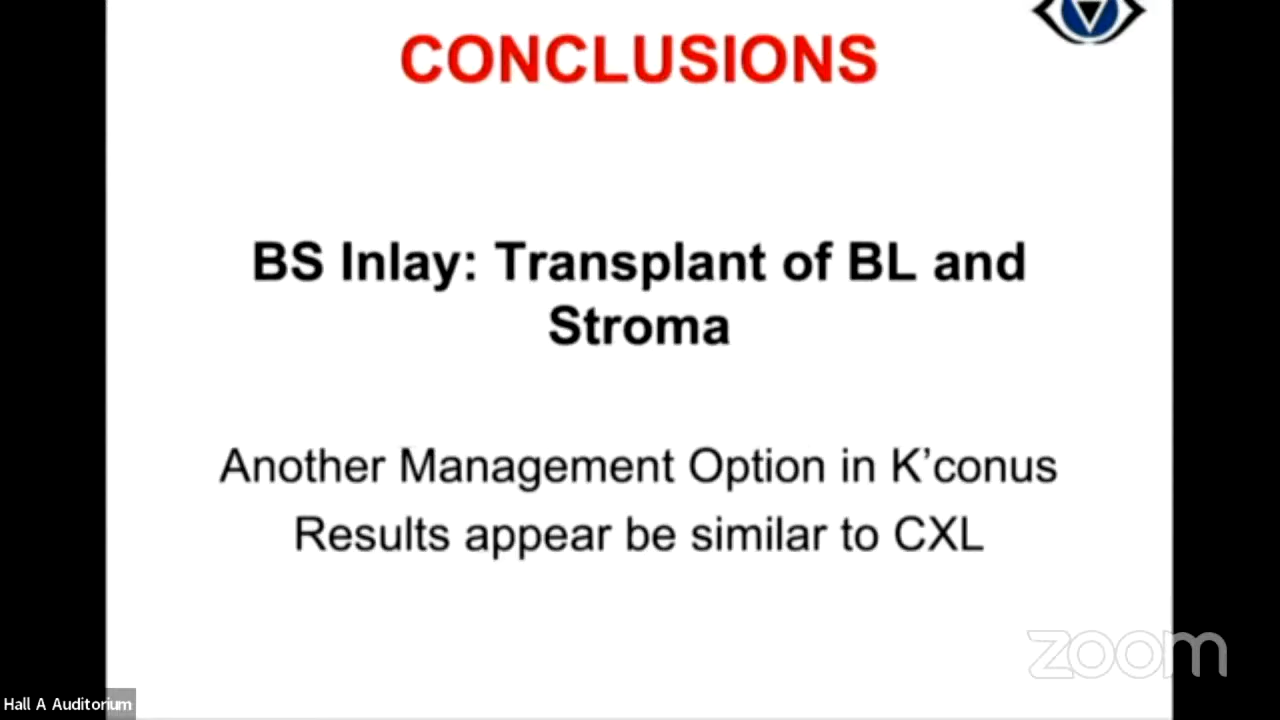 CONCLUSIONS
BS Inlay: Transplant of BL and
Stroma
Another Management Option in K'conus
Results appear be similar to CXL
zoom
Hall A Auditorium